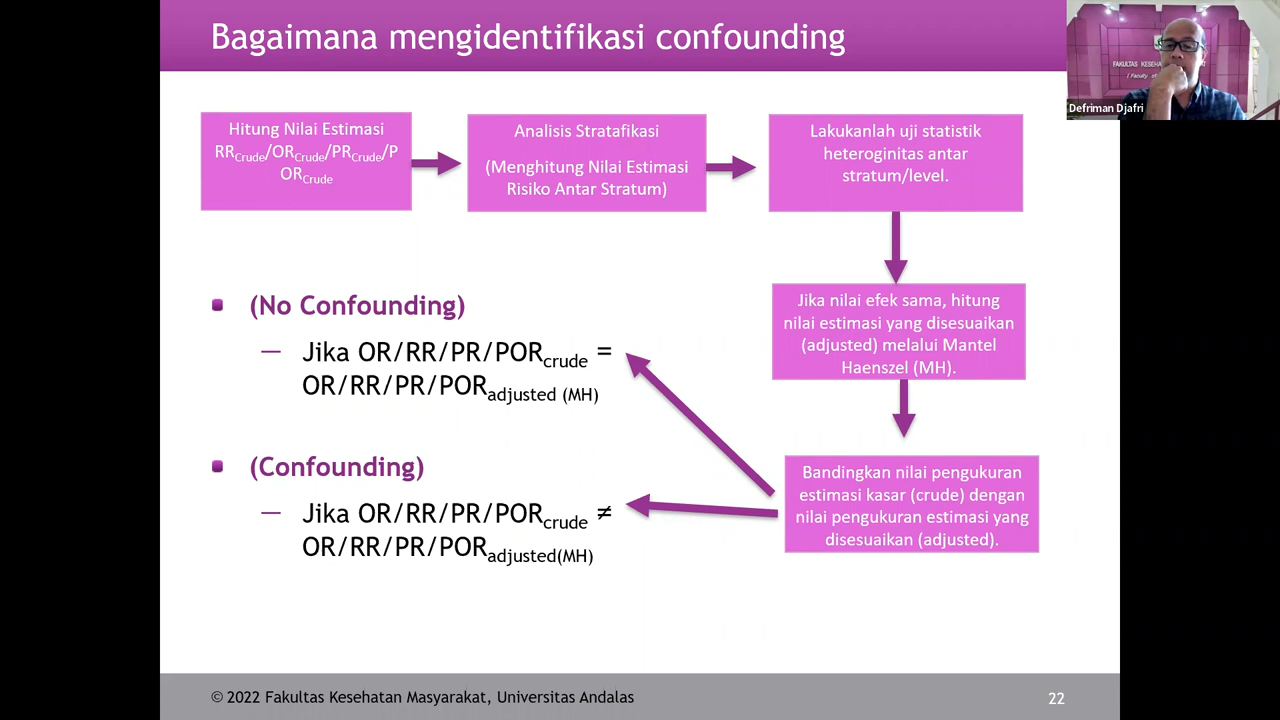 Bagaimana mengidentifikasi confounding
Defriman Djafri
Hitung Nilai Estimasi
RRCrude/ORCrude/PRCrude/P
ORCrude
Analisis Stratafikasi
(Menghitung Nilai Estimasi
Risiko Antar Stratum)
Lakukanlah uji statistik
heteroginitas antar
stratum/level.
Jika nilai efek sama, hitung
nilai estimasi yang disesuaikan
(adjusted) melalui Mantel
Haenszel (MH).
Bandingkan nilai pengukuran
estimasi kasar (crude) dengan
nilai pengukuran estimasi yang
disesuaikan (adjusted).
(No Confounding)
— Jika OR/RR/PR/PORcrude =
OR/RR/PR/PORadjusted (MH)
(Confounding)
— Jika OR/RR/PR/PORcrude ≠
OR/RR/PR/PORadjusted(MH)
© 2022 Fakultas Kesehatan Masyarakat, Universitas Andalas
22